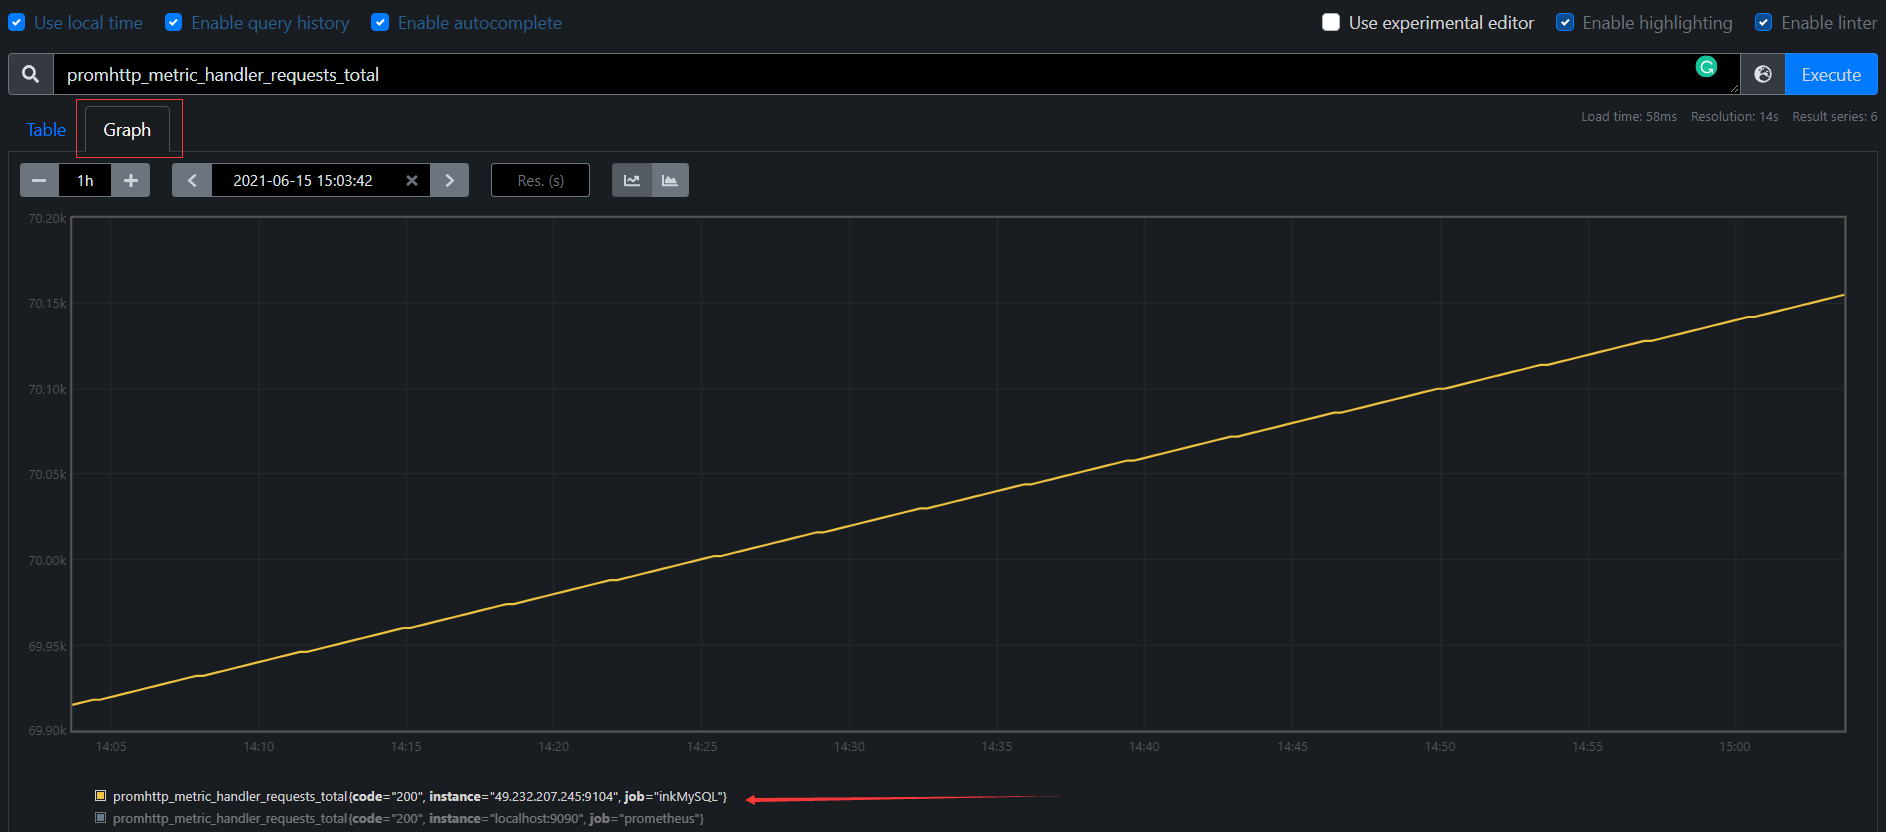 Use local time Enable query history Enable autocomplete Use experimental editor Enable highlighting Enable linter
promhttp_metric_handler_requests_total Execute
Table Graph Load time: 58ms Resolution: 14s Result series: 6
1h 2021-06-15 15:03:42 Res. (s)
70.20k
70.15k
70.10k
70.05k
70.00k
69.95k
69.90k
14:05 14:10 14:15 14:20 14:25 14:30 14:35 14:40 14:45 14:50 14:55 15:00
promhttp_metric_handler_requests_total{code="200", instance="49.232.207.245:9104", job="inkMySQL"}
promhttp_metric_handler_requests_total{code="200", instance="localhost:9090", job="prometheus"}